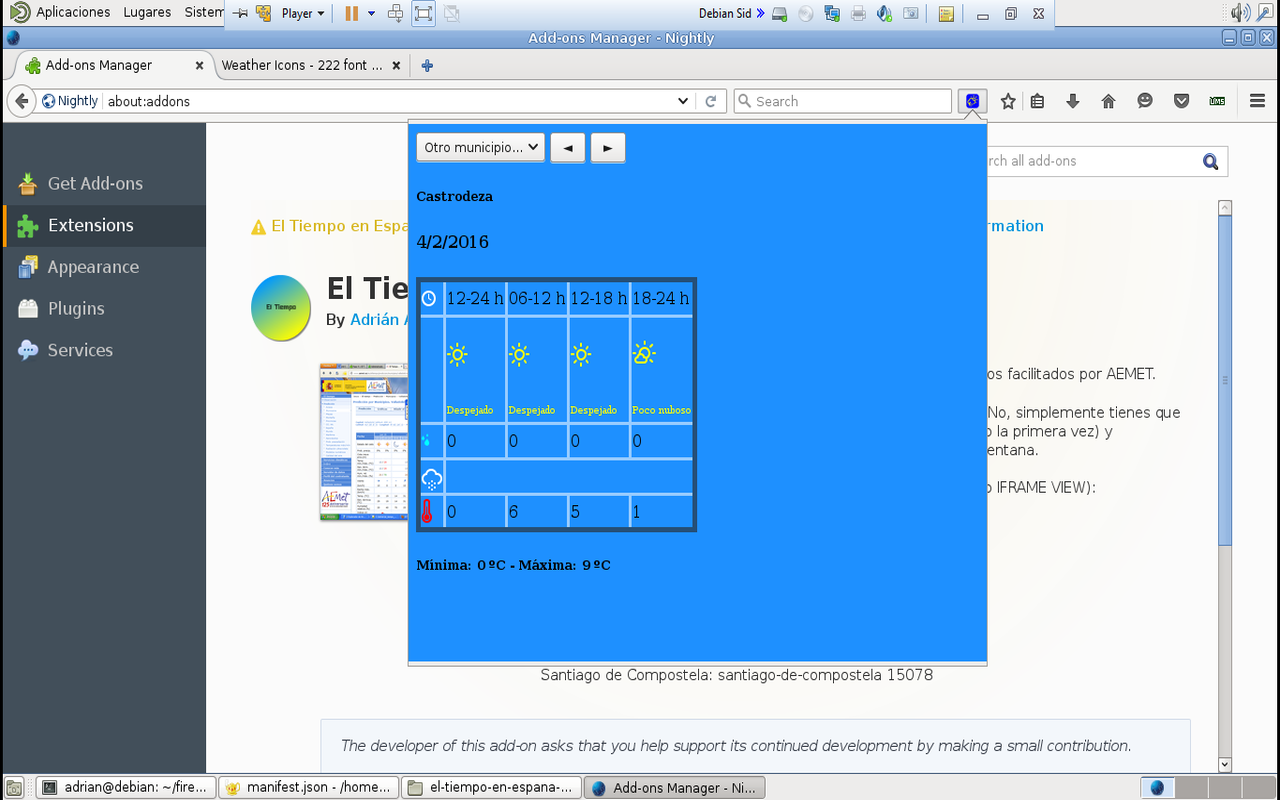 Aplicaciones Lugares Sistem
Player
Debian Sid
Add-ons Manager - Nightly
Add-ons Manager
Weather Icons - 222 font ...
Nightly
about:addons
Search
Get Add-ons
Extensions
Appearance
Plugins
Services
rch all add-ons
El Tiempo en Espa
rmation
El Tiempo
El Tie
By Adrián A
Otro municipio...
Castrodeza
4/2/2016
12-24 h 06-12 h 12-18 h 18-24 h
Despejado Despejado Despejado Poco nuboso
0 0 0 0
0 6 5 1
Mínima: 0 ºC - Máxima: 9 ºC
os facilitados por AEMET.
No, simplemente tienes que
o la primera vez) y
entana.
o IFRAME VIEW):
Santiago de Compostela: santiago-de-compostela 15078
The developer of this add-on asks that you help support its continued development by making a small contribution.
adrian@debian: ~/fire...
manifest.json - /home...
el-tiempo-en-espana-...
Add-ons Manager - Ni...